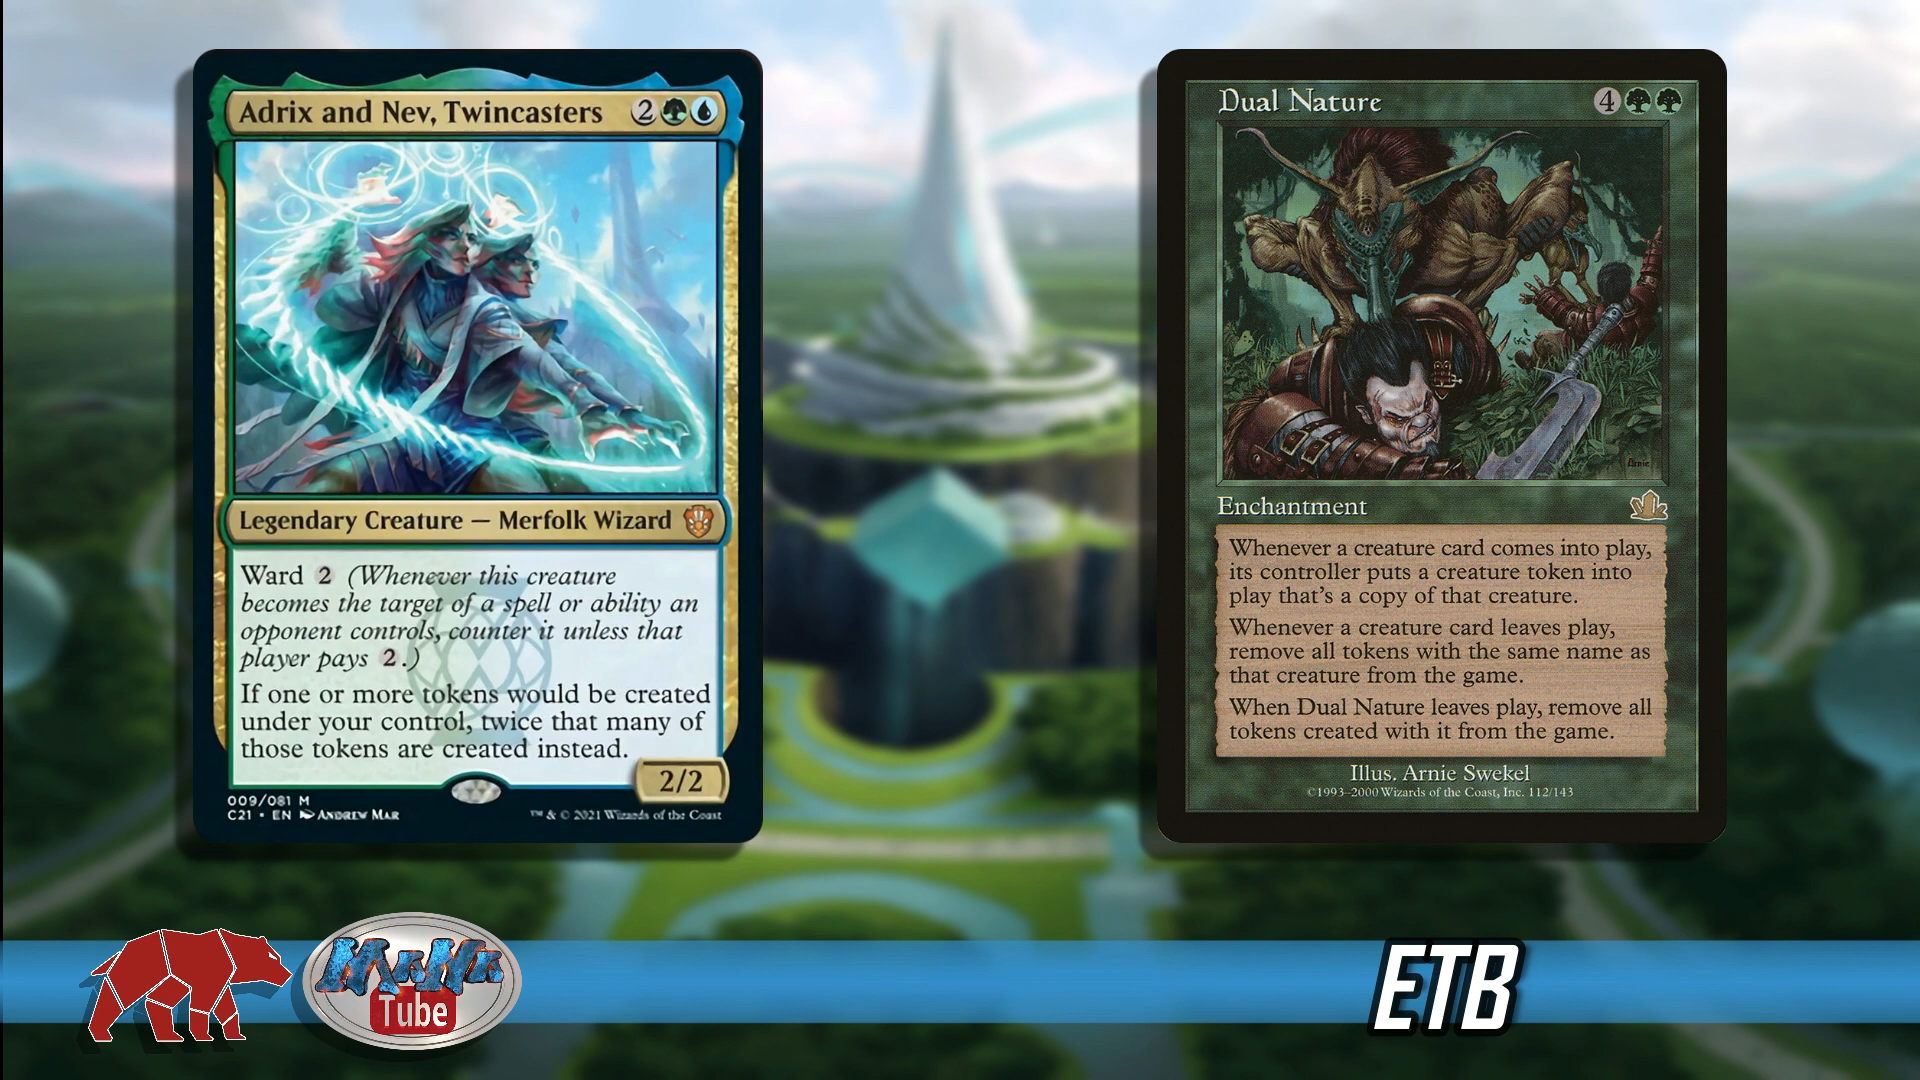 Adrix and Nev, Twincasters 2
Legendary Creature — Merfolk Wizard
Ward 2 (Whenever this creature
becomes the target of a spell or ability an
opponent controls, counter it unless that
player pays 2.)
If one or more tokens would be created
under your control, twice that many of
those tokens are created instead.
2/2
009/081 M
C21 • EN Andrew Mar
™ & © 2021 Wizards of the Coast
Dual Nature 4
Arnie
Enchantment
Whenever a creature card comes into play,
its controller puts a creature token into
play that's a copy of that creature.
Whenever a creature card leaves play,
remove all tokens with the same name as
that creature from the game.
When Dual Nature leaves play, remove all
tokens created with it from the game.
Illus. Arnie Swekel
©1993–2000 Wizards of the Coast, Inc. 112/143
MaNa
Tube
ETB